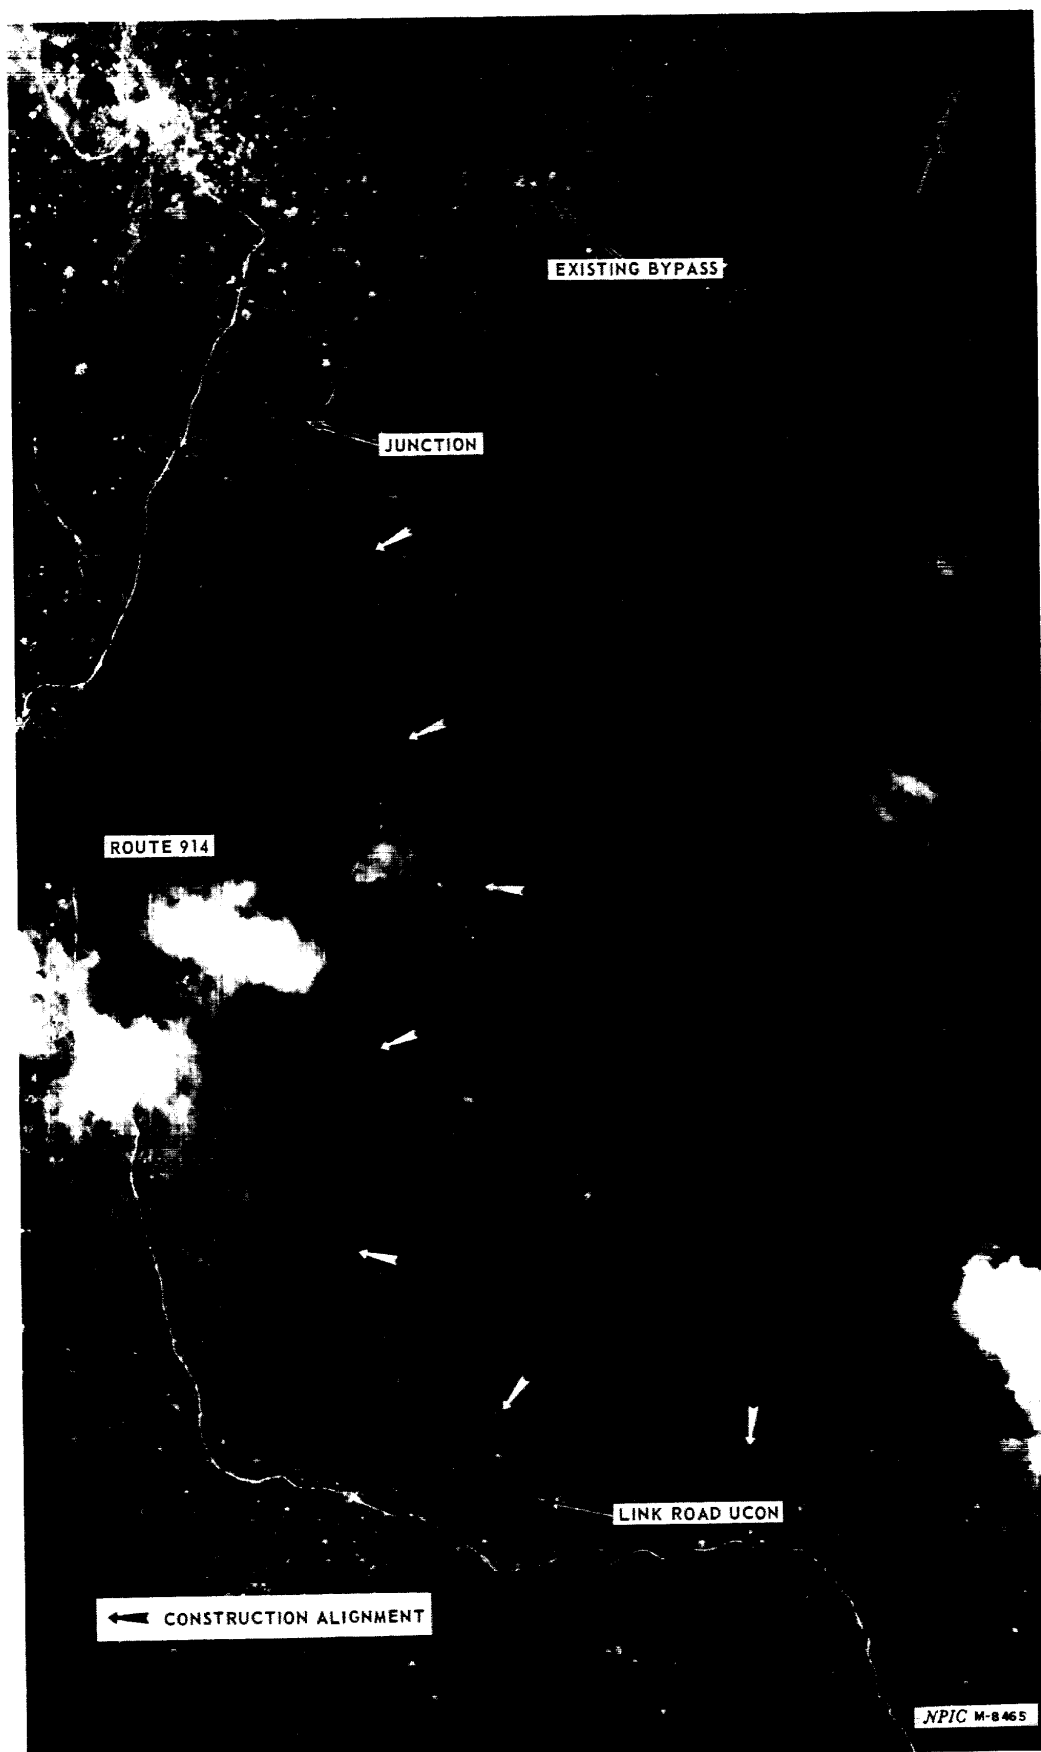 EXISTING BYPASS
JUNCTION
ROUTE 914
LINK ROAD UCON
CONSTRUCTION ALIGNMENT
NPIC M-8465